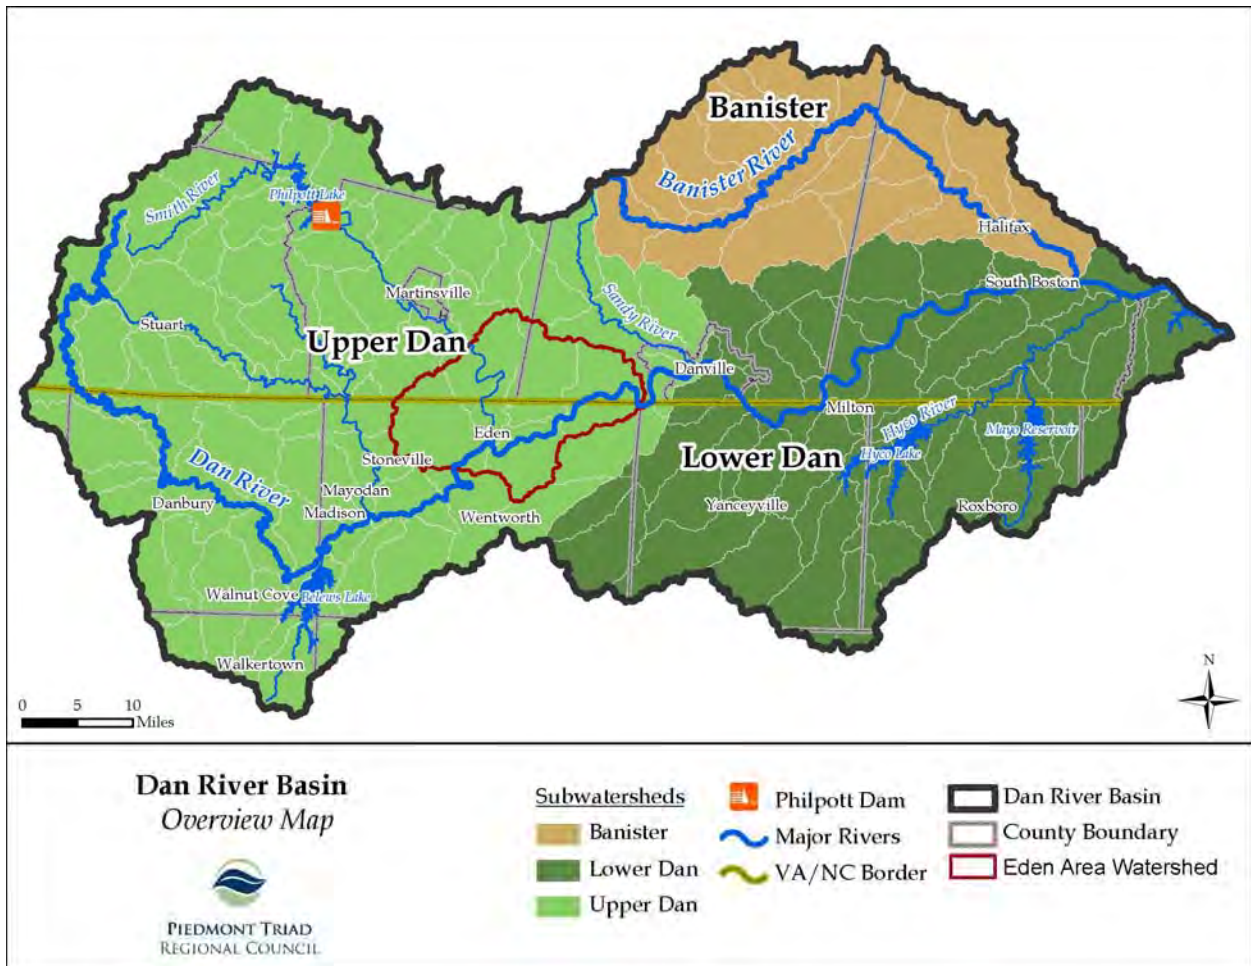 Banister
Banister River
Smith River
Philpott Lake
Halifax
South Boston
Martinsville
Sandy River
Stuart
Upper Dan
Danville
Milton
Hyco River
Mayo Reservoir
Hyco Lake
Eden
Stoneville
Lower Dan
Dan River
Mayodan
Danbury
Madison
Wentworth
Yanceyville
Roxboro
Walnut Cove
Belews Lake
Walkertown
N
0 5 10
Miles
Dan River Basin
Overview Map
PIEDMONT TRIAD
REGIONAL COUNCIL
Subwatersheds
Banister
Lower Dan
Upper Dan
Philpott Dam
Major Rivers
VA/NC Border
Dan River Basin
County Boundary
Eden Area Watershed